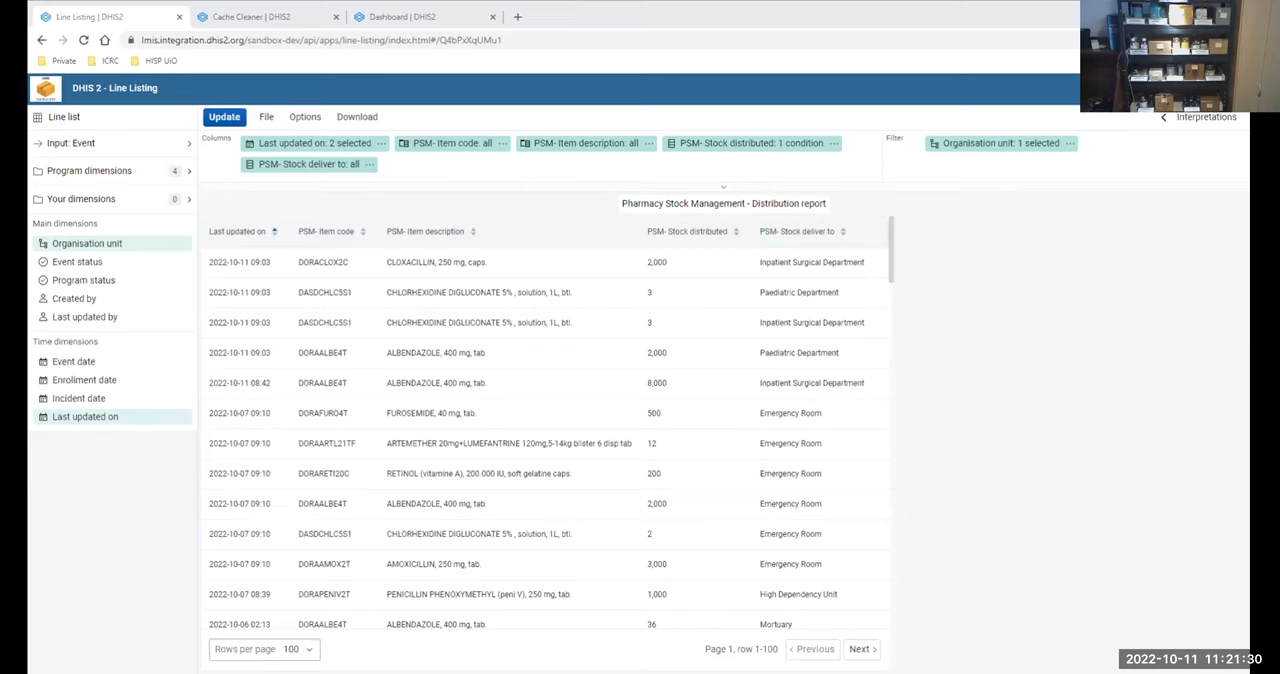 Line Listing | DHIS2
Cache Cleaner | DHIS2
Dashboard | DHIS2
lmis.integration.dhis2.org/sandbox-dev/api/apps/line-listing/index.html#/Q4bPxXqUMu1
Private
ICRC
HISP UiO
DHIS 2 - Line Listing
Line list
Update
File
Options
Download
Interpretations
Input: Event
Columns
Last updated on: 2 selected
PSM- Item code: all
PSM- Item description: all
PSM- Stock distributed: 1 condition
PSM- Stock deliver to: all
Filter
Organisation unit: 1 selected
Program dimensions 4
Your dimensions 0
Main dimensions
Organisation unit
Event status
Program status
Created by
Last updated by
Time dimensions
Event date
Enrollment date
Incident date
Last updated on
Pharmacy Stock Management - Distribution report
Last updated on PSM- Item code PSM- Item description PSM- Stock distributed PSM- Stock deliver to
2022-10-11 09:03 DORACLOX2C CLOXACILLIN, 250 mg, caps. 2,000 Inpatient Surgical Department
2022-10-11 09:03 DASDCHLC5S1 CHLORHEXIDINE DIGLUCONATE 5% , solution, 1L, btl. 3 Paediatric Department
2022-10-11 09:03 DASDCHLC5S1 CHLORHEXIDINE DIGLUCONATE 5% , solution, 1L, btl. 3 Inpatient Surgical Department
2022-10-11 09:03 DORAALBE4T ALBENDAZOLE, 400 mg, tab. 2,000 Paediatric Department
2022-10-11 08:42 DORAALBE4T ALBENDAZOLE, 400 mg, tab. 8,000 Inpatient Surgical Department
2022-10-07 09:10 DORAFURO4T FUROSEMIDE, 40 mg, tab. 500 Emergency Room
2022-10-07 09:10 DORAARTL21TF ARTEMETHER 20mg+LUMEFANTRINE 120mg,5-14kg blister 6 disp tab 12 Emergency Room
2022-10-07 09:10 DORARETI20C RETINOL (vitamine A), 200.000 IU, soft gelatine caps. 200 Emergency Room
2022-10-07 09:10 DORAALBE4T ALBENDAZOLE, 400 mg, tab. 2,000 Emergency Room
2022-10-07 09:10 DASDCHLC5S1 CHLORHEXIDINE DIGLUCONATE 5% , solution, 1L, btl. 2 Emergency Room
2022-10-07 09:10 DORAAMOX2T AMOXICILLIN, 250 mg, tab. 3,000 Emergency Room
2022-10-07 08:39 DORAPENIV2T PENICILLIN PHENOXYMETHYL (peni V), 250 mg, tab. 1,000 High Dependency Unit
2022-10-06 02:13 DORAALBE4T ALBENDAZOLE, 400 mg, tab. 36 Mortuary
Rows per page 100
Page 1, row 1-100
Previous
Next
2022-10-11 11:21:30